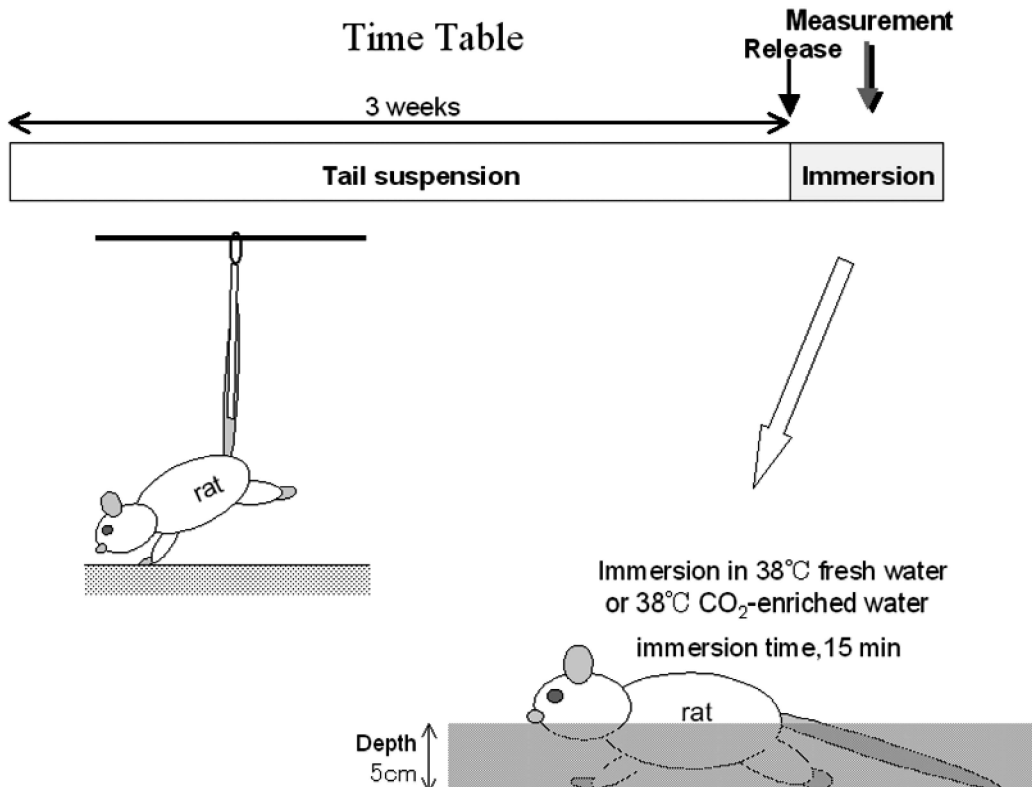 Time Table
Measurement
Release
3 weeks
Tail suspension
Immersion
rat
Immersion in 38℃ fresh water
or 38℃ CO₂-enriched water
immersion time,15 min
rat
Depth
5cm